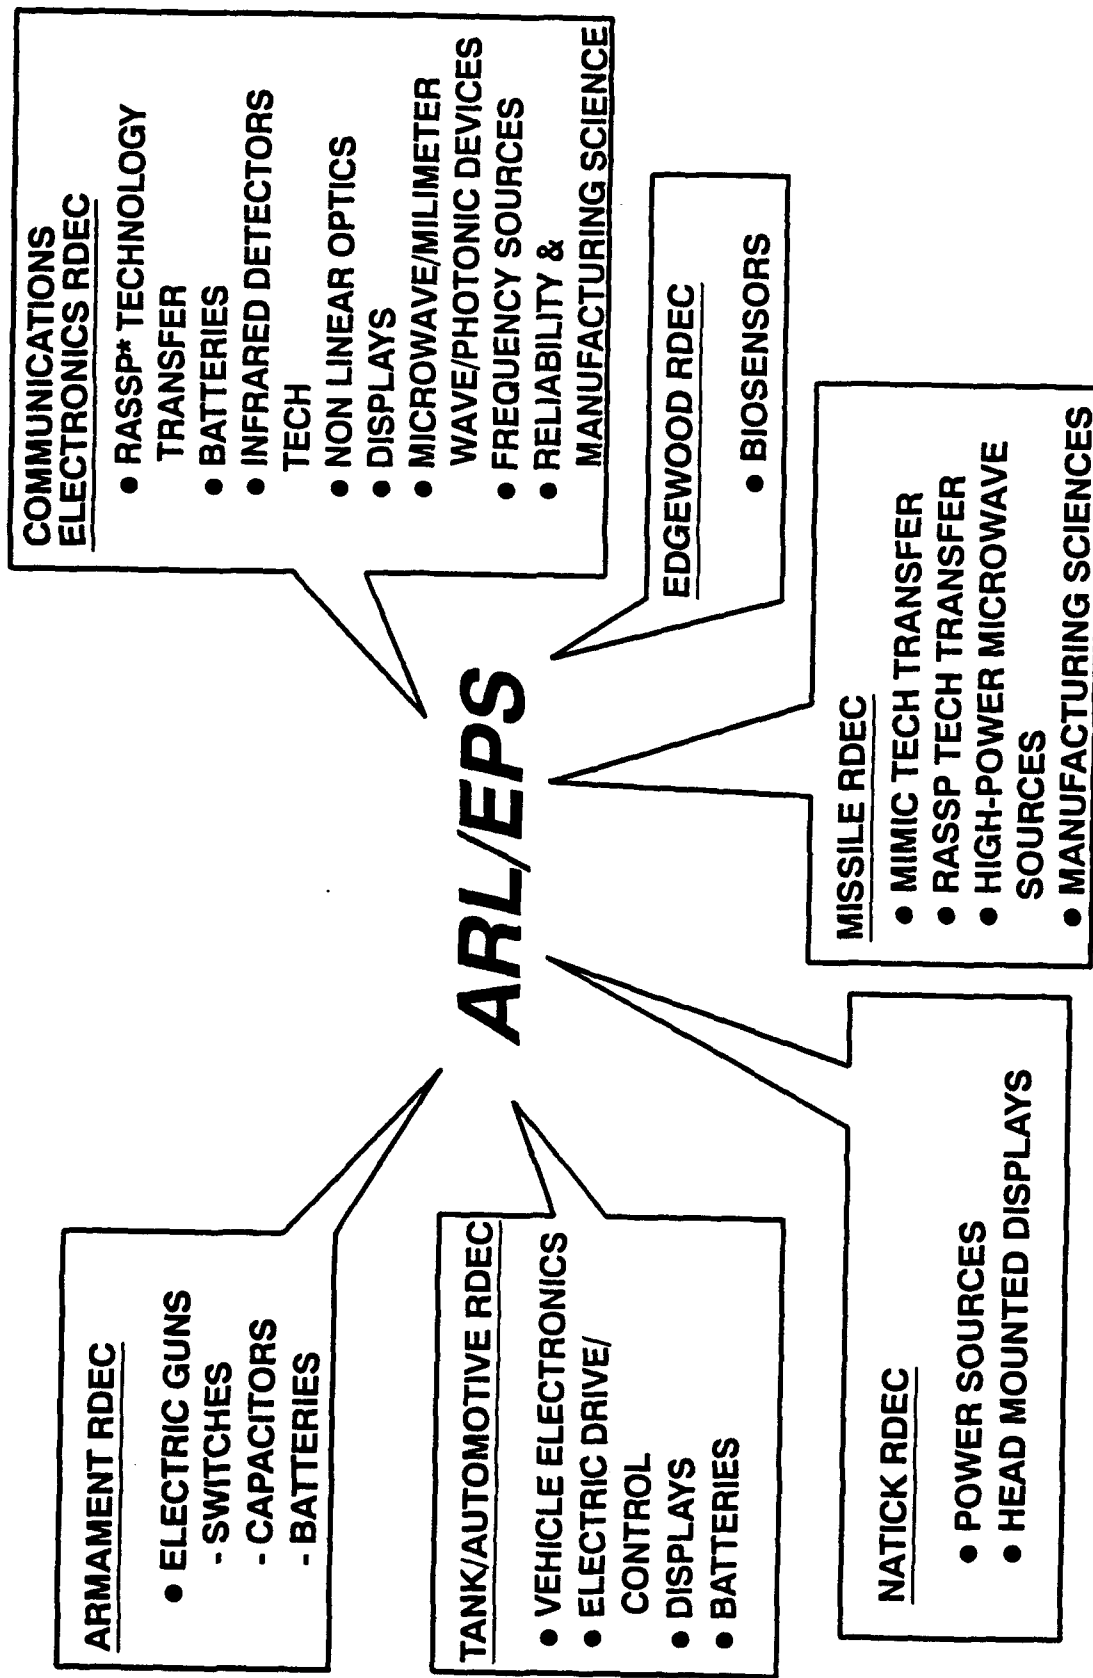 ARMAMENT RDEC
● ELECTRIC GUNS
- SWITCHES
- CAPACITORS
- BATTERIES
COMMUNICATIONS
ELECTRONICS RDEC
● RASSP* TECHNOLOGY
TRANSFER
● BATTERIES
● INFRARED DETECTORS
TECH
● NON LINEAR OPTICS
● DISPLAYS
● MICROWAVE/MILIMETER
WAVE/PHOTONIC DEVICES
● FREQUENCY SOURCES
● RELIABILITY &
MANUFACTURING SCIENCE
ARL/EPS
TANK/AUTOMOTIVE RDEC
● VEHICLE ELECTRONICS
● ELECTRIC DRIVE/
CONTROL
● DISPLAYS
● BATTERIES
EDGEWOOD RDEC
● BIOSENSORS
NATICK RDEC
● POWER SOURCES
● HEAD MOUNTED DISPLAYS
MISSILE RDEC
● MIMIC TECH TRANSFER
● RASSP TECH TRANSFER
● HIGH-POWER MICROWAVE
SOURCES
● MANUFACTURING SCIENCES